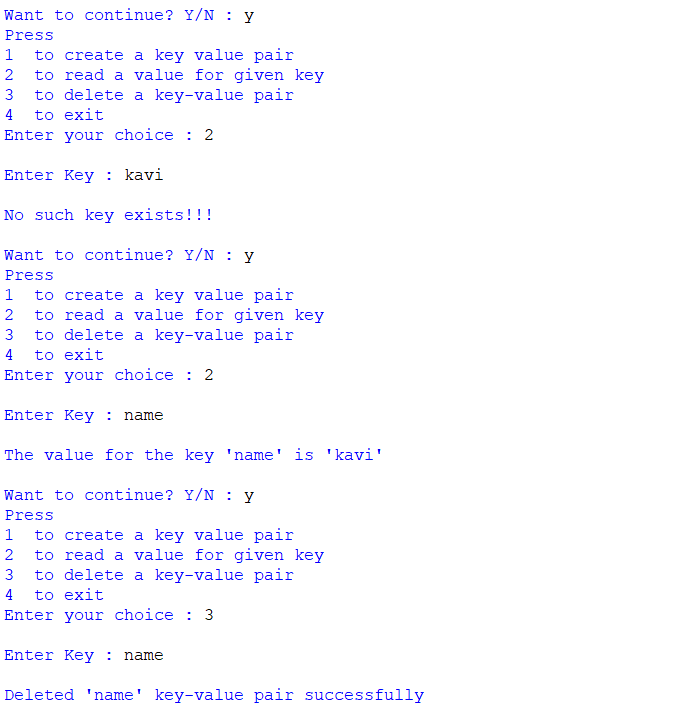 Want to continue? Y/N : y
Press
1  to create a key value pair
2  to read a value for given key
3  to delete a key-value pair
4  to exit
Enter your choice : 2
Enter Key : kavi
No such key exists!!!
Want to continue? Y/N : y
Press
1  to create a key value pair
2  to read a value for given key
3  to delete a key-value pair
4  to exit
Enter your choice : 2
Enter Key : name
The value for the key 'name' is 'kavi'
Want to continue? Y/N : y
Press
1  to create a key value pair
2  to read a value for given key
3  to delete a key-value pair
4  to exit
Enter your choice : 3
Enter Key : name
Deleted 'name' key-value pair successfully